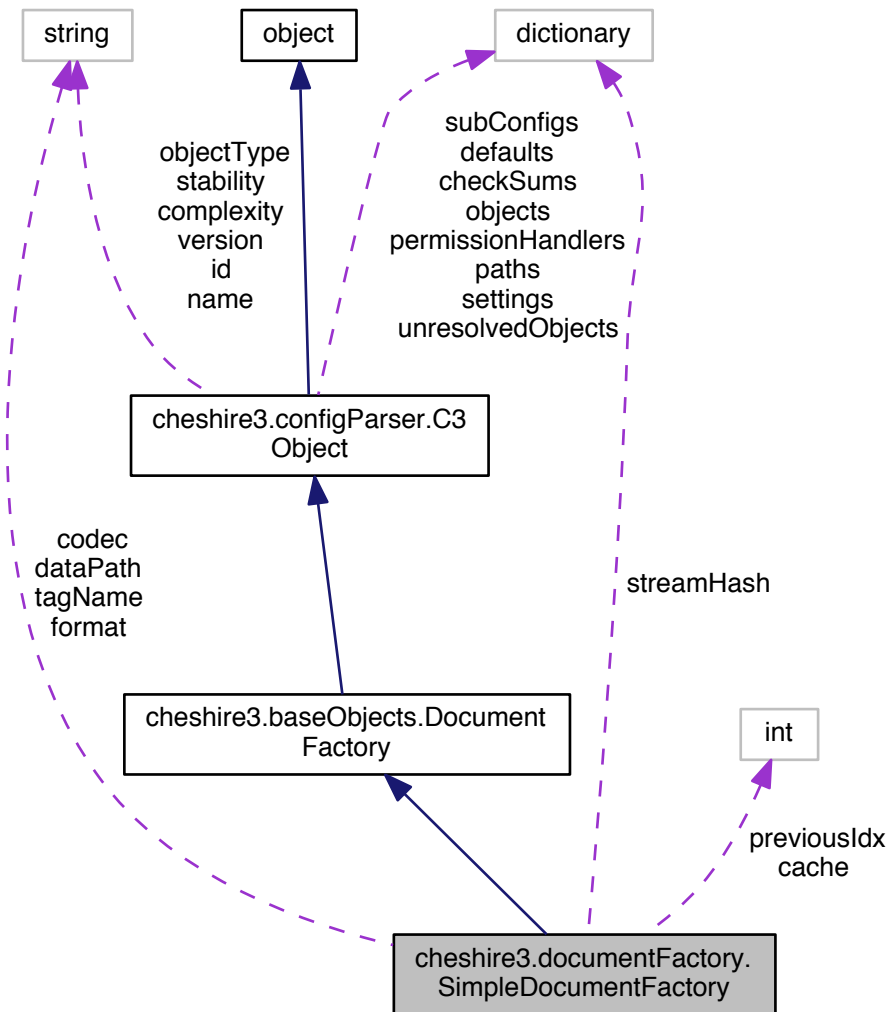 string
object
dictionary
objectType
stability
complexity
version
id
name
subConfigs
defaults
checkSums
objects
permissionHandlers
paths
settings
unresolvedObjects
cheshire3.configParser.C3
Object
codec
dataPath
tagName
format
streamHash
cheshire3.baseObjects.Document
Factory
int
previousIdx
cache
cheshire3.documentFactory.
SimpleDocumentFactory